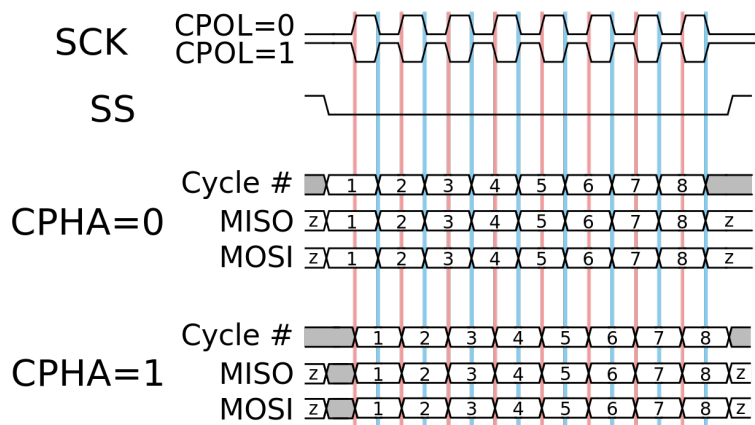 SCK CPOL=0
CPOL=1
SS
Cycle # 1 2 3 4 5 6 7 8
CPHA=0 MISO z 1 2 3 4 5 6 7 8 z
MOSI z 1 2 3 4 5 6 7 8 z
Cycle # 1 2 3 4 5 6 7 8
CPHA=1 MISO z 1 2 3 4 5 6 7 8 z
MOSI z 1 2 3 4 5 6 7 8 z